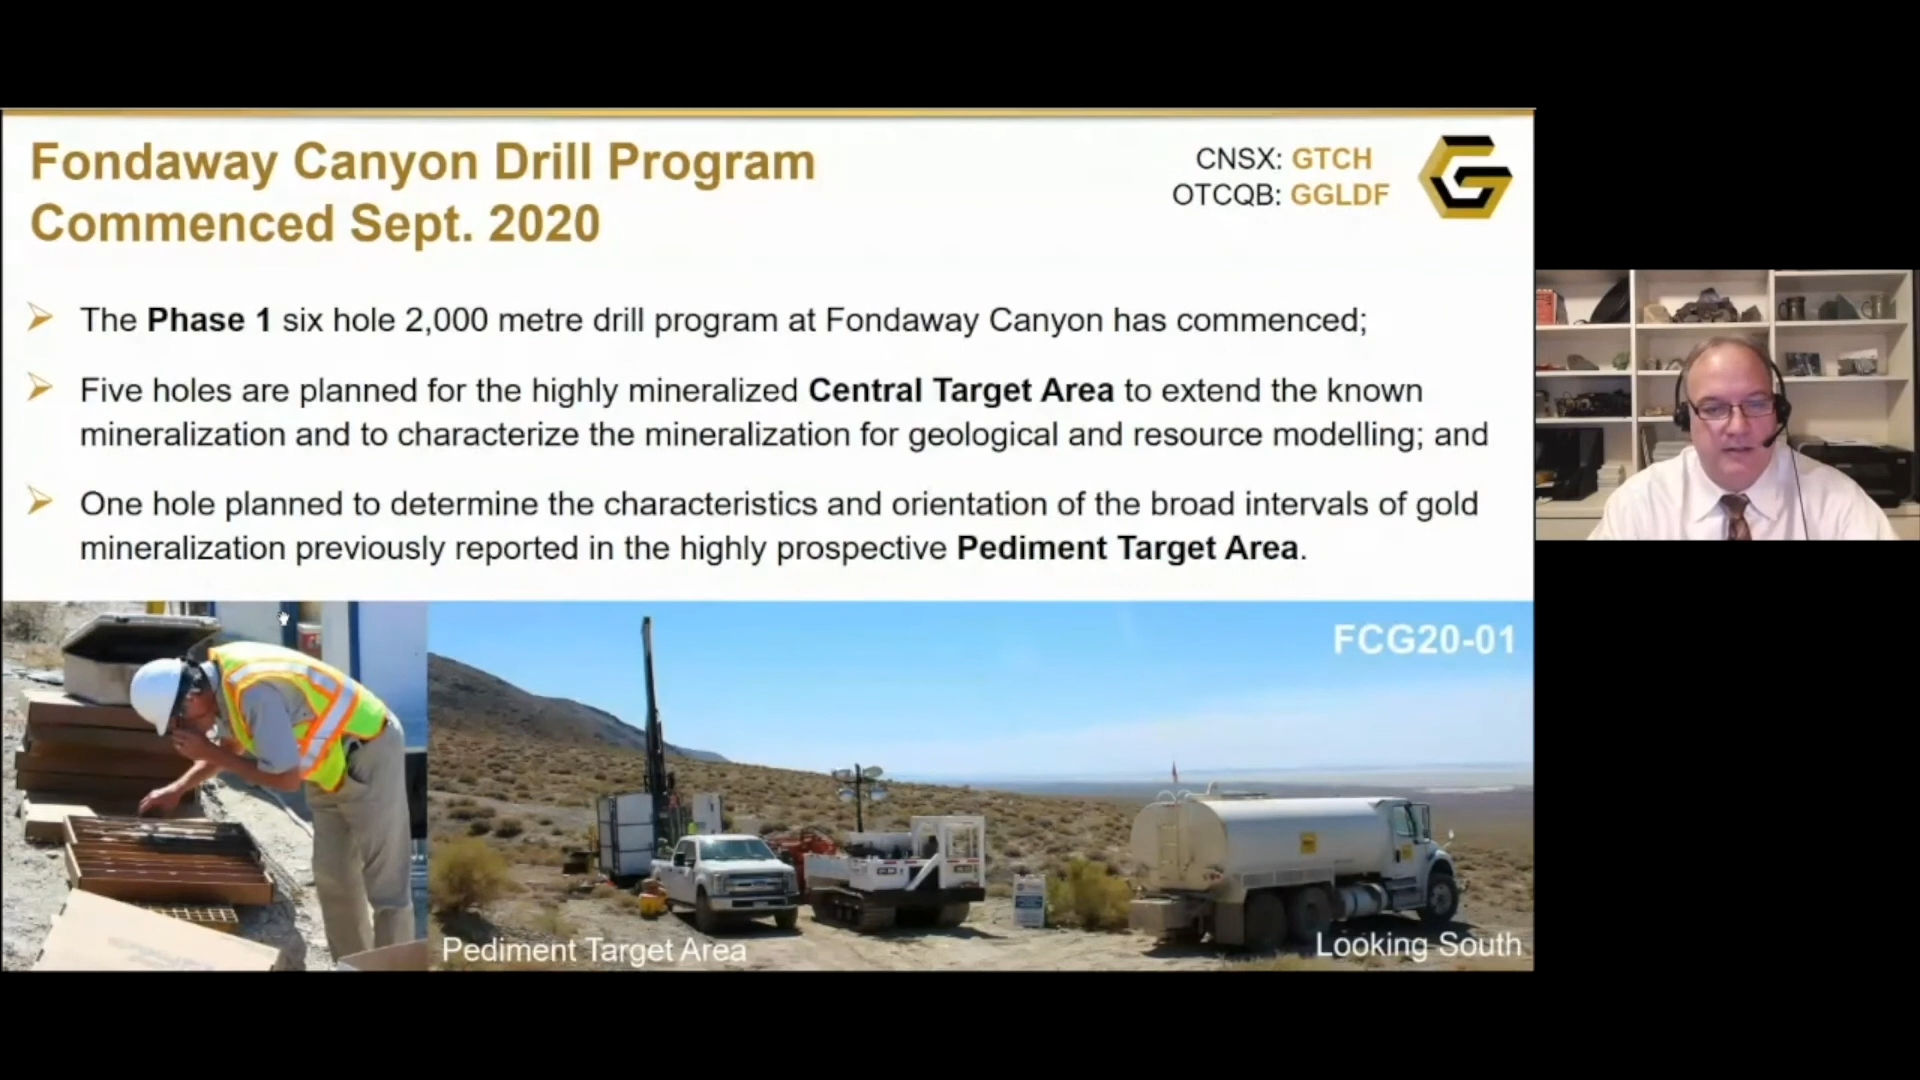 Fondaway Canyon Drill Program
Commenced Sept. 2020
CNSX: GTCH
OTCQB: GGLDF
The Phase 1 six hole 2,000 metre drill program at Fondaway Canyon has commenced;
Five holes are planned for the highly mineralized Central Target Area to extend the known
mineralization and to characterize the mineralization for geological and resource modelling; and
One hole planned to determine the characteristics and orientation of the broad intervals of gold
mineralization previously reported in the highly prospective Pediment Target Area.
FCG20-01
Pediment Target Area
Looking South